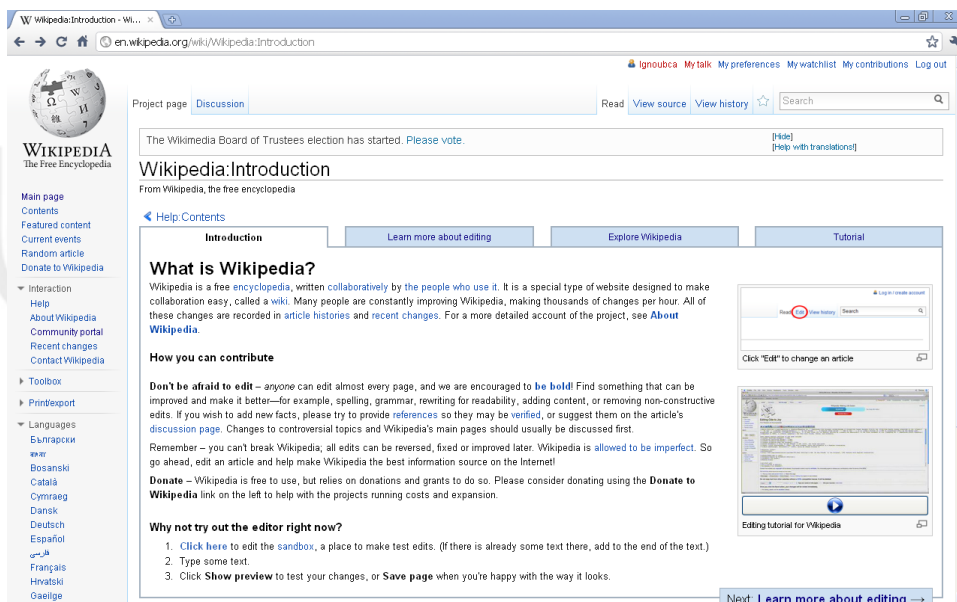 Wikipedia:Introduction - Wi...
en.wikipedia.org/wiki/Wikipedia:Introduction
Ignoubca My talk My preferences My watchlist My contributions Log out
Project page Discussion Read View source View history Search
The Wikimedia Board of Trustees election has started. Please vote. [Hide]
[Help with translations!]
WIKIPEDIA
The Free Encyclopedia
Main page
Contents
Featured content
Current events
Random article
Donate to Wikipedia
Interaction
Help
About Wikipedia
Community portal
Recent changes
Contact Wikipedia
Toolbox
Print/export
Languages
Български
Bosanski
Català
Cymraeg
Dansk
Deutsch
Español
فارسی
Français
Hrvatski
Gaeilge
Wikipedia:Introduction
From Wikipedia, the free encyclopedia
Help:Contents
Introduction Learn more about editing Explore Wikipedia Tutorial
What is Wikipedia?
Wikipedia is a free encyclopedia, written collaboratively by the people who use it. It is a special type of website designed to make
collaboration easy, called a wiki. Many people are constantly improving Wikipedia, making thousands of changes per hour. All of
these changes are recorded in article histories and recent changes. For a more detailed account of the project, see About
Wikipedia.
How you can contribute
Don't be afraid to edit – anyone can edit almost every page, and we are encouraged to be bold! Find something that can be
improved and make it better—for example, spelling, grammar, rewriting for readability, adding content, or removing non-constructive
edits. If you wish to add new facts, please try to provide references so they may be verified, or suggest them on the article's
discussion page. Changes to controversial topics and Wikipedia's main pages should usually be discussed first.
Remember – you can't break Wikipedia; all edits can be reversed, fixed or improved later. Wikipedia is allowed to be imperfect. So
go ahead, edit an article and help make Wikipedia the best information source on the Internet!
Donate – Wikipedia is free to use, but relies on donations and grants to do so. Please consider donating using the Donate to
Wikipedia link on the left to help with the projects running costs and expansion.
Why not try out the editor right now?
1. Click here to edit the sandbox, a place to make test edits. (If there is already some text there, add to the end of the text.)
2. Type some text.
3. Click Show preview to test your changes, or Save page when you're happy with the way it looks.
Log in / create account
Read Edit View history Search
Click "Edit" to change an article
Editing tutorial for Wikipedia
Next: Learn more about editing →